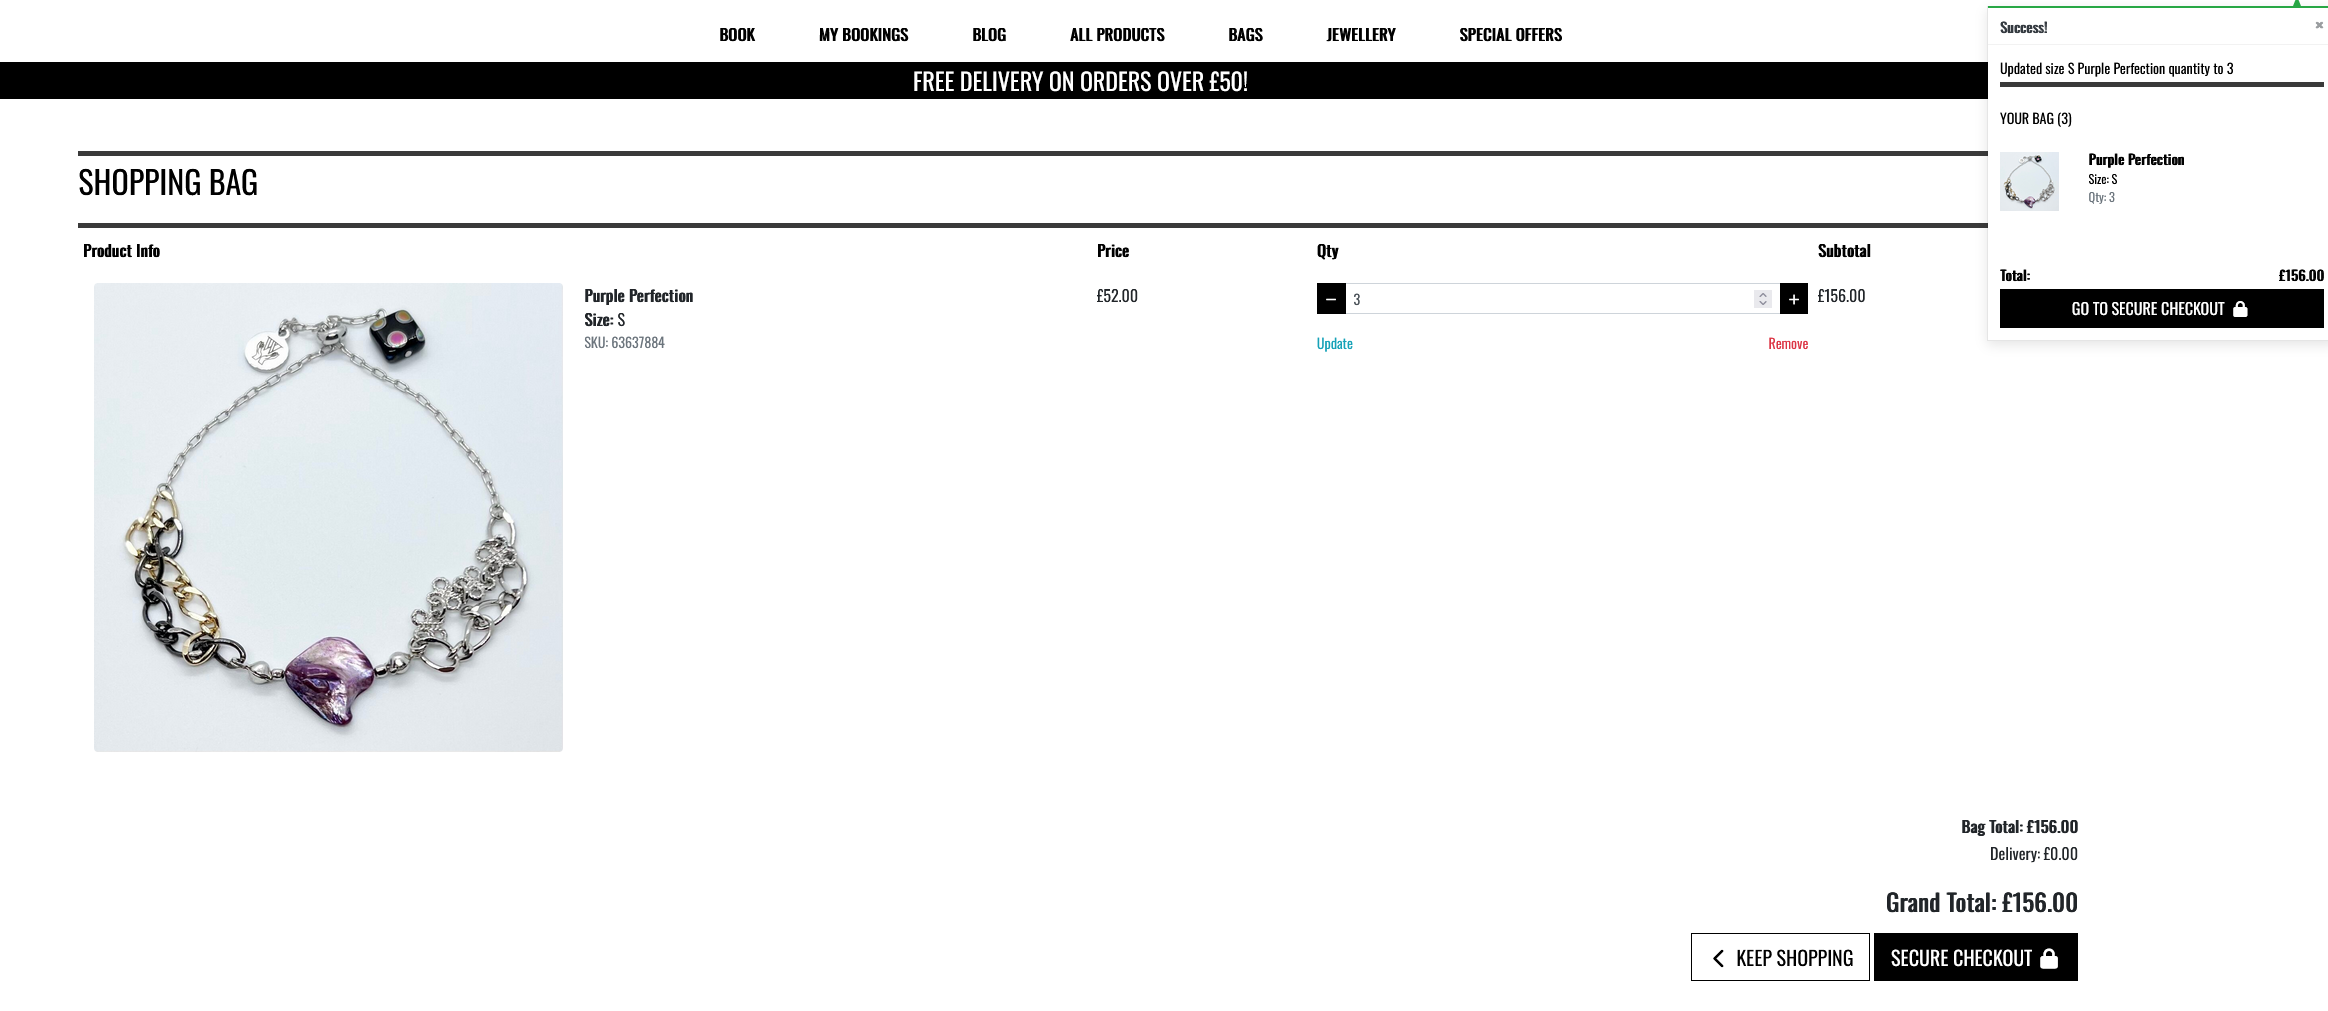 BOOK MY BOOKINGS BLOG ALL PRODUCTS BAGS JEWELLERY SPECIAL OFFERS
FREE DELIVERY ON ORDERS OVER £50!
SHOPPING BAG
Product Info Price Qty Subtotal
Purple Perfection £52.00 3 £156.00
Size: S
SKU: 63637884
Update Remove
Bag Total: £156.00
Delivery: £0.00
Grand Total: £156.00
KEEP SHOPPING SECURE CHECKOUT
Success! ×
Updated size S Purple Perfection quantity to 3
YOUR BAG (3)
Purple Perfection
Size: S
Qty: 3
Total: £156.00
GO TO SECURE CHECKOUT